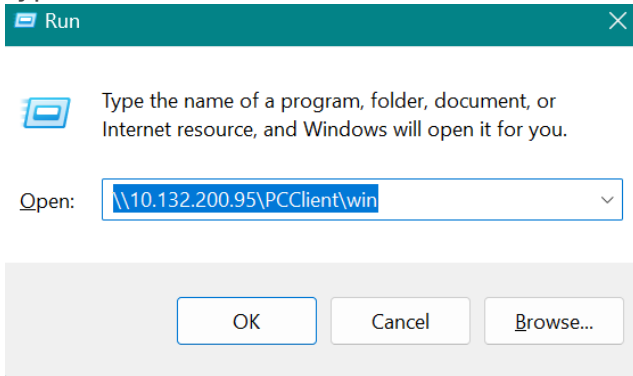 Run
Type the name of a program, folder, document, or
Internet resource, and Windows will open it for you.
Open:
\\10.132.200.95\PCClient\win
OK
Cancel
Browse...